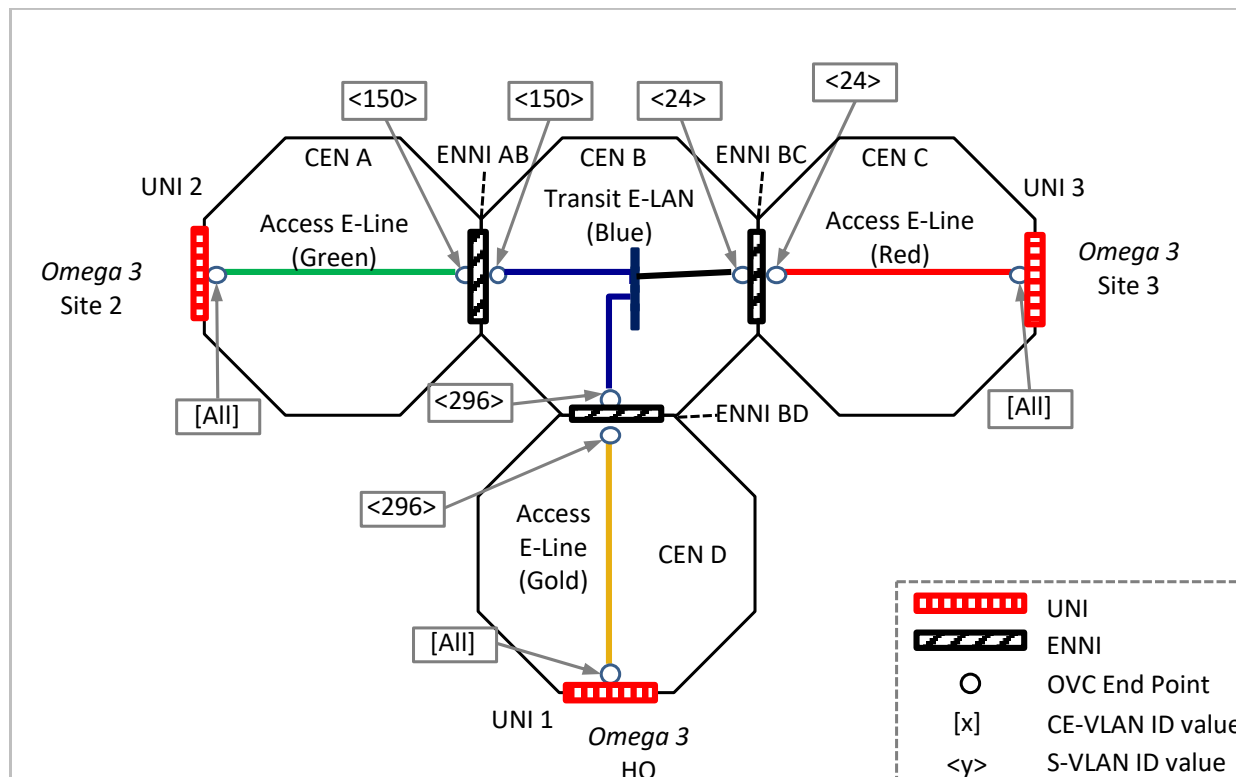 <150>
<150>
<24>
<24>
CEN A
ENNI AB
CEN B
ENNI BC
CEN C
UNI 2
UNI 3
Access E-Line
(Green)
Transit E-LAN
(Blue)
Access E-Line
(Red)
Omega 3
Site 2
Omega 3
Site 3
[All]
<296>
[All]
ENNI BD
<296>
Access
E-Line
(Gold)
CEN D
[All]
UNI 1
Omega 3
HO
UNI
ENNI
OVC End Point
[x] CE-VLAN ID value
<y> S-VLAN ID value